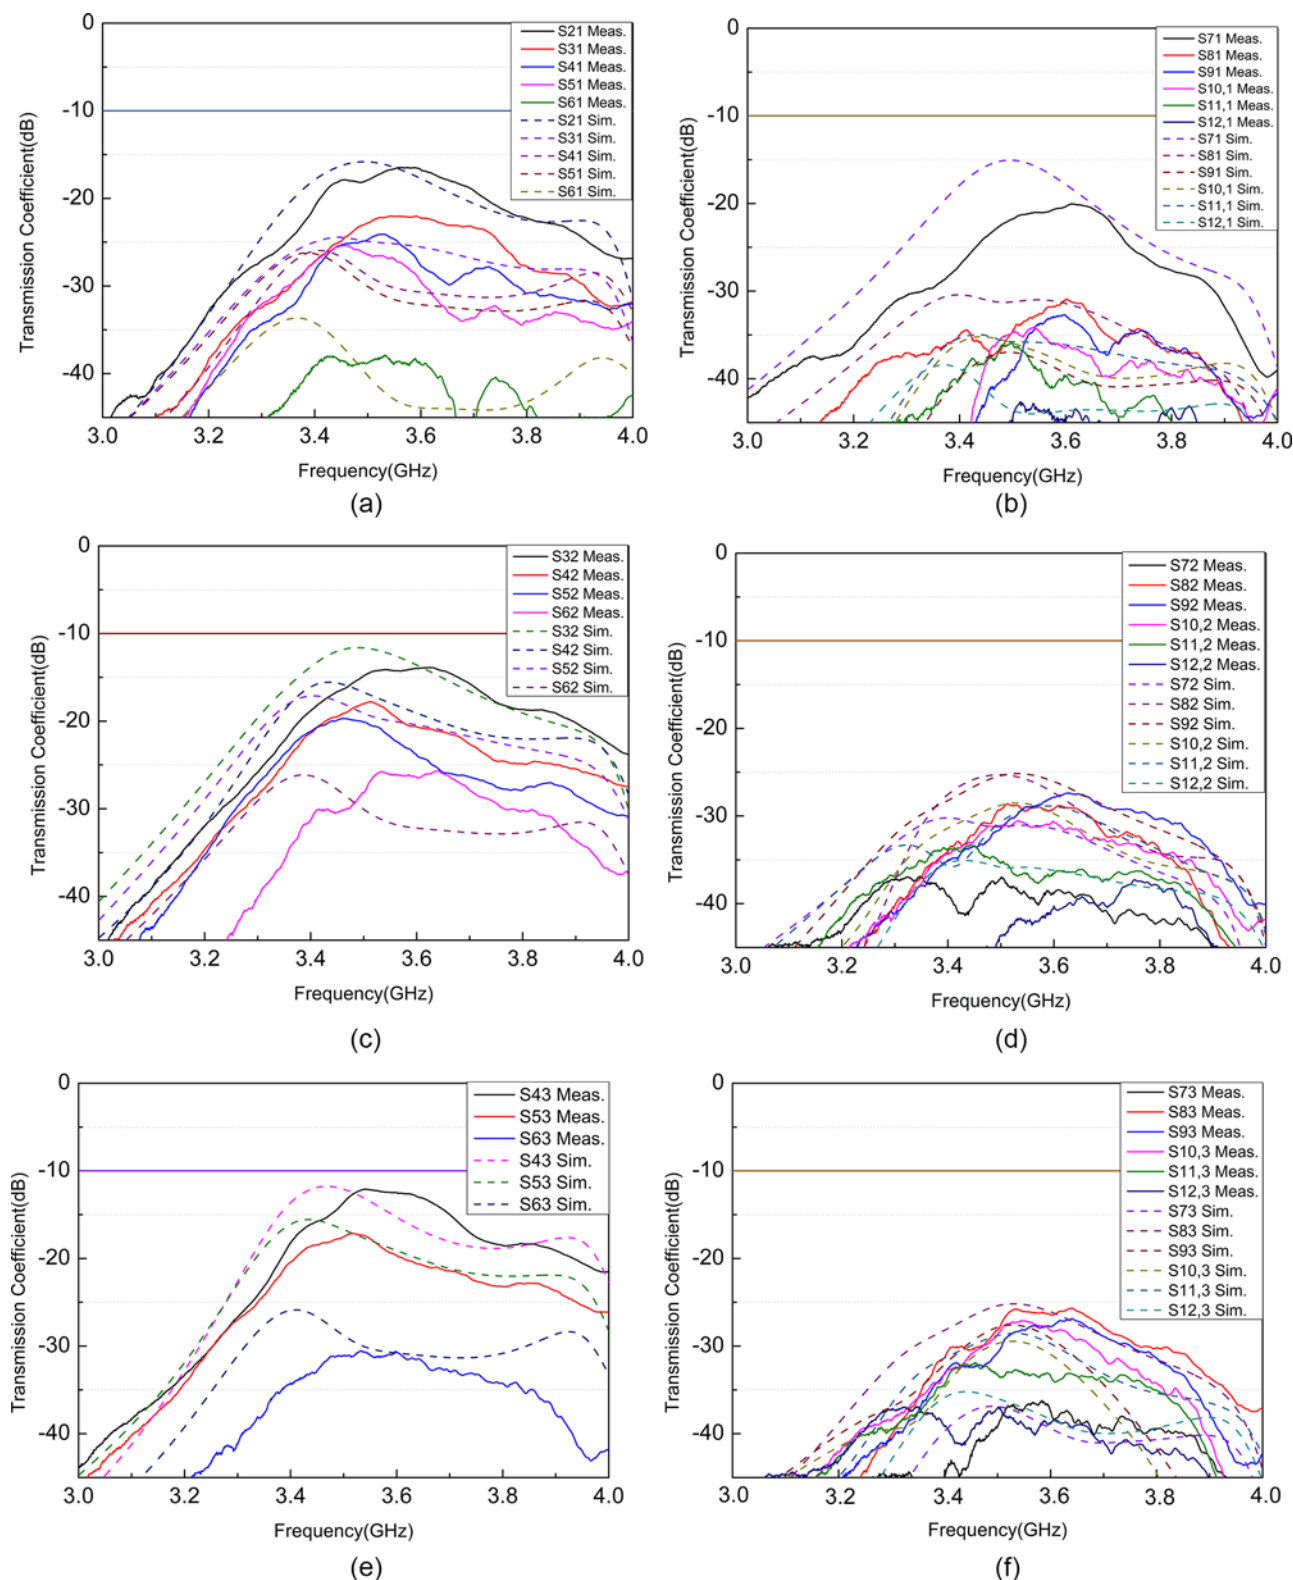 0
-10
-20
-30
-40
Transmission Coefficient(dB)
S21 Meas.
S31 Meas.
S41 Meas.
S51 Meas.
S61 Meas.
S21 Sim.
S31 Sim.
S41 Sim.
S51 Sim.
S61 Sim.
3.0 3.2 3.4 3.6 3.8 4.0
Frequency(GHz)
(a)
0
-10
-20
-30
-40
Transmission Coefficient(dB)
S71 Meas.
S81 Meas.
S91 Meas.
S10,1 Meas.
S11,1 Meas.
S12,1 Meas.
S71 Sim.
S81 Sim.
S91 Sim.
S10,1 Sim.
S11,1 Sim.
S12,1 Sim.
3.0 3.2 3.4 3.6 3.8 4.0
Frequency(GHz)
(b)
0
-10
-20
-30
-40
Transmission Coefficient(dB)
S32 Meas.
S42 Meas.
S52 Meas.
S62 Meas.
S32 Sim.
S42 Sim.
S52 Sim.
S62 Sim.
3.0 3.2 3.4 3.6 3.8 4.0
Frequency(GHz)
(c)
0
-10
-20
-30
-40
Transmission Coefficient(dB)
S72 Meas.
S82 Meas.
S92 Meas.
S10,2 Meas.
S11,2 Meas.
S12,2 Meas.
S72 Sim.
S82 Sim.
S92 Sim.
S10,2 Sim.
S11,2 Sim.
S12,2 Sim.
3.0 3.2 3.4 3.6 3.8 4.0
Frequency(GHz)
(d)
0
-10
-20
-30
-40
Transmission Coefficient(dB)
S43 Meas.
S53 Meas.
S63 Meas.
S43 Sim.
S53 Sim.
S63 Sim.
3.0 3.2 3.4 3.6 3.8 4.0
Frequency(GHz)
(e)
0
-10
-20
-30
-40
Transmission Coefficient(dB)
S73 Meas.
S83 Meas.
S93 Meas.
S10,3 Meas.
S11,3 Meas.
S12,3 Meas.
S73 Sim.
S83 Sim.
S93 Sim.
S10,3 Sim.
S11,3 Sim.
S12,3 Sim.
3.0 3.2 3.4 3.6 3.8 4.0
Frequency(GHz)
(f)